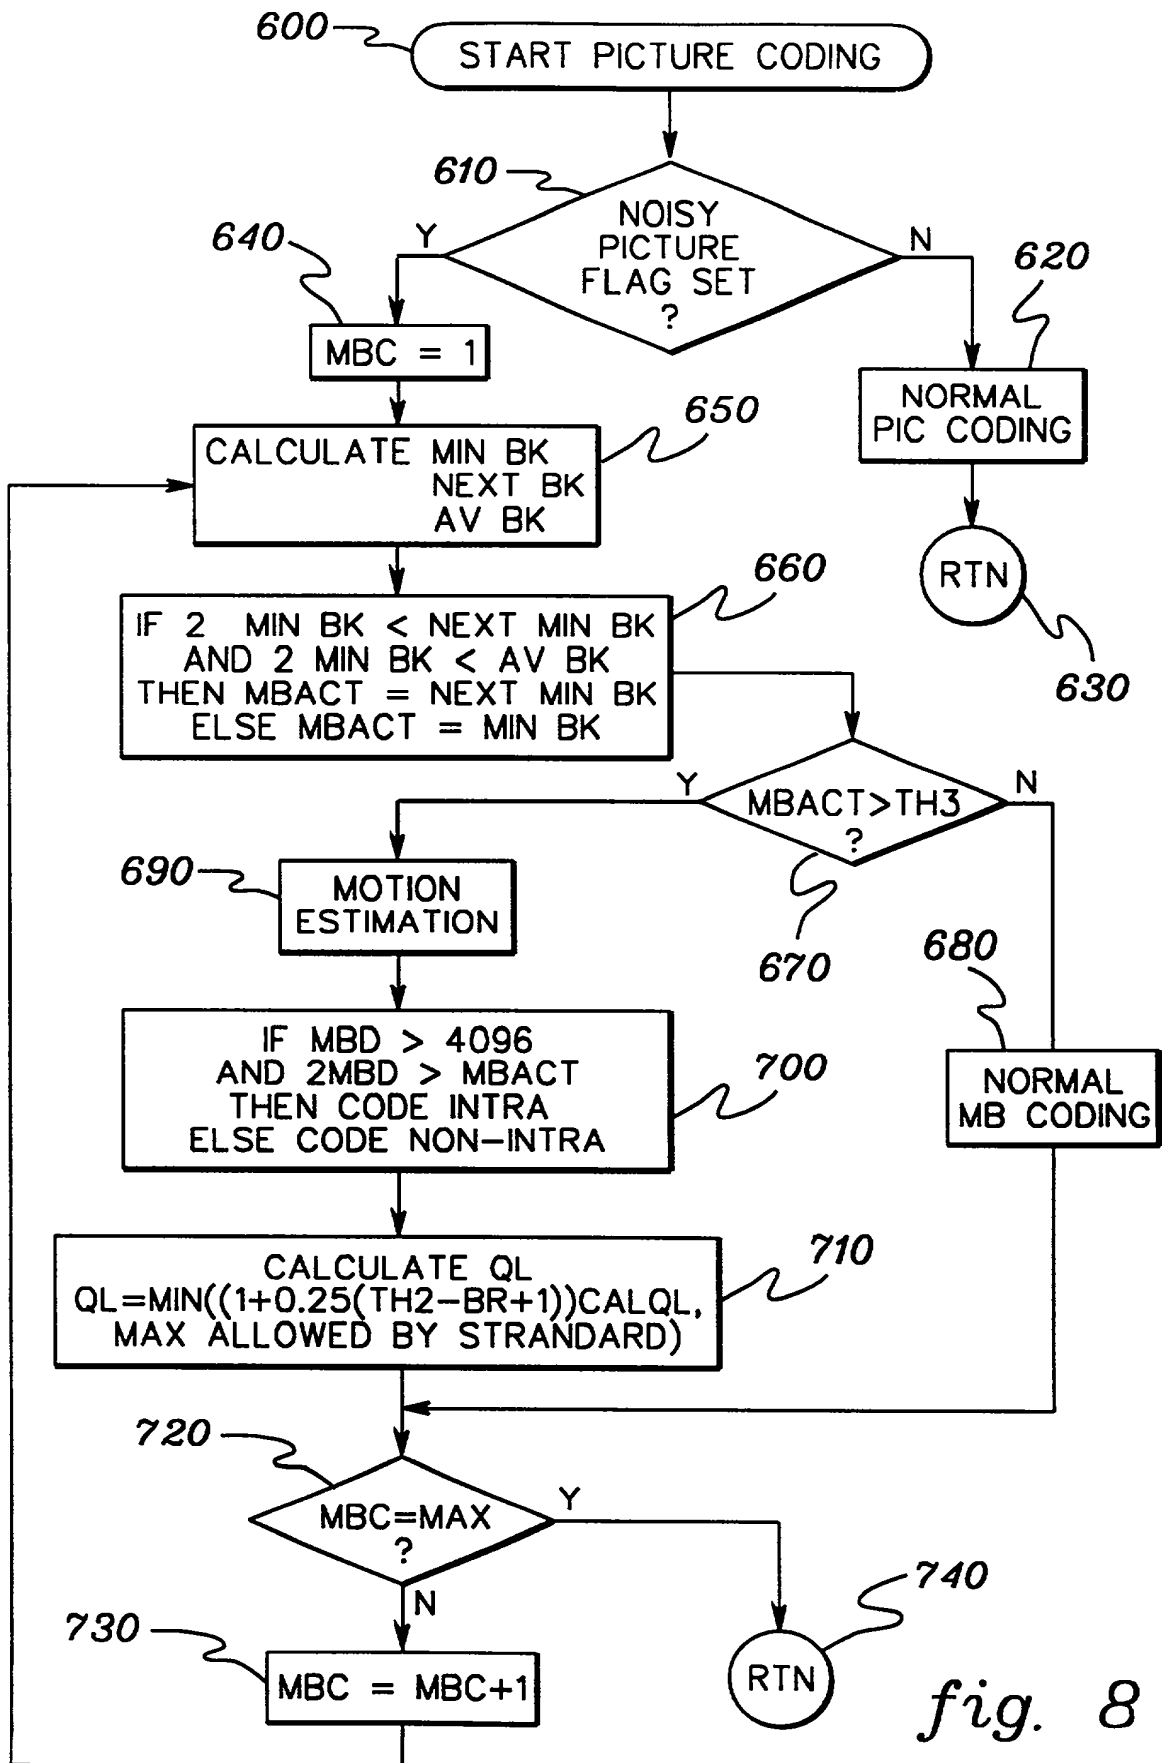 600
START PICTURE CODING
610
NOISY
PICTURE
FLAG SET
?
Y
N
640
MBC = 1
620
NORMAL
PIC CODING
650
CALCULATE MIN BK
NEXT BK
AV BK
RTN
630
660
IF 2 MIN BK < NEXT MIN BK
AND 2 MIN BK < AV BK
THEN MBACT = NEXT MIN BK
ELSE MBACT = MIN BK
Y
N
MBACT>TH3
?
670
690
MOTION
ESTIMATION
680
NORMAL
MB CODING
700
IF MBD > 4096
AND 2MBD > MBACT
THEN CODE INTRA
ELSE CODE NON-INTRA
710
CALCULATE QL
QL=MIN((1+0.25(TH2-BR+1))CALQL,
MAX ALLOWED BY STRANDARD)
720
MBC=MAX
?
Y
N
740
RTN
730
MBC = MBC+1
fig. 8